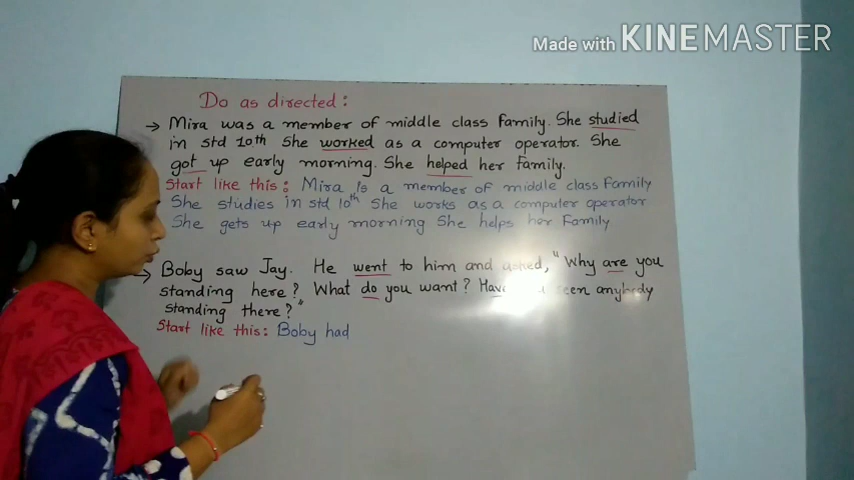 Made with KINEMASTER
Do as directed:
→ Mira was a member of middle class family. She studied
in std 10th She worked as a computer operator. She
got up early morning. She helped her family.
Start like this: Mira is a member of middle class Family
She studies in std 10th She works as a computer operator
She gets up early morning She helps her Family
→ Boby saw Jay. He went to him and asked, "Why are you
standing here? What do you want? Have seen anybody
standing there?"
Start like this: Boby had